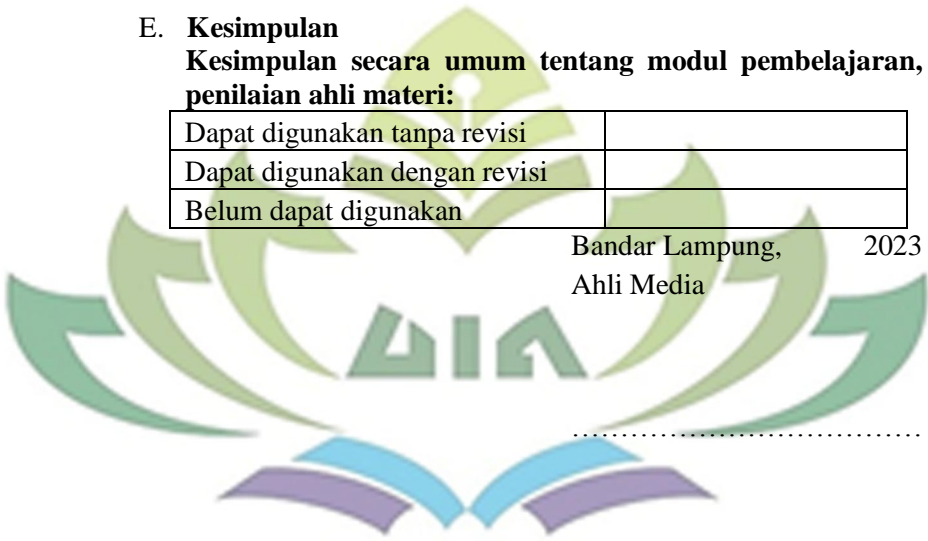 E. Kesimpulan
Kesimpulan secara umum tentang modul pembelajaran,
penilaian ahli materi:
Dapat digunakan tanpa revisi
Dapat digunakan dengan revisi
Belum dapat digunakan
Bandar Lampung, 2023
Ahli Media
UIN
…………………………………